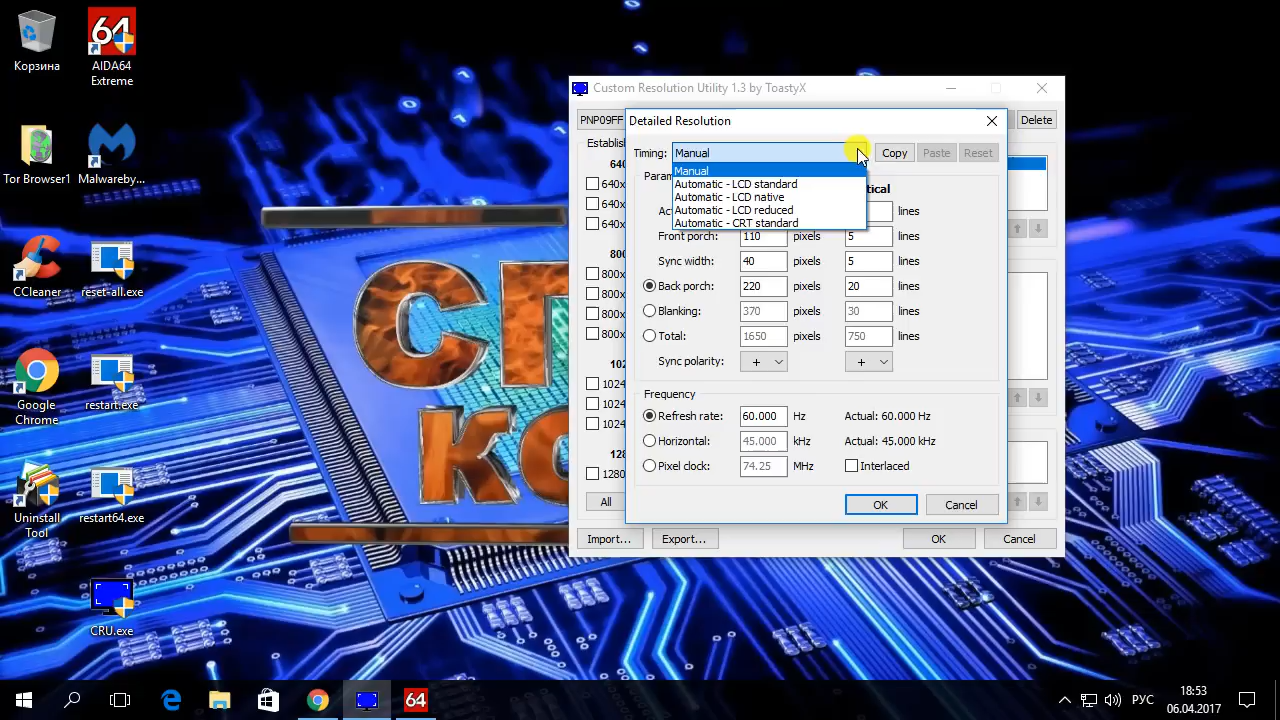 Корзина
AIDA64
Extreme
Tor Browser1
Malwareby...
CCleaner
reset-all.exe
Google
Chrome
restart.exe
Uninstall
Tool
restart64.exe
CRU.exe
Custom Resolution Utility 1.3 by ToastyX
PNP09FF
Delete
Detailed Resolution
Timing:
Manual
Copy
Paste
Reset
Manual
Automatic - LCD standard
Automatic - LCD native
Automatic - LCD reduced
Automatic - CRT standard
lines
Front porch: 110 pixels 5 lines
Sync width: 40 pixels 5 lines
Back porch: 220 pixels 20 lines
Blanking: 370 pixels 30 lines
Total: 1650 pixels 750 lines
Sync polarity: + +
Frequency
Refresh rate: 60.000 Hz Actual: 60.000 Hz
Horizontal: 45.000 kHz Actual: 45.000 kHz
Pixel clock: 74.25 MHz Interlaced
OK Cancel
All
Import... Export... OK Cancel
64
РУС
18:53
06.04.2017